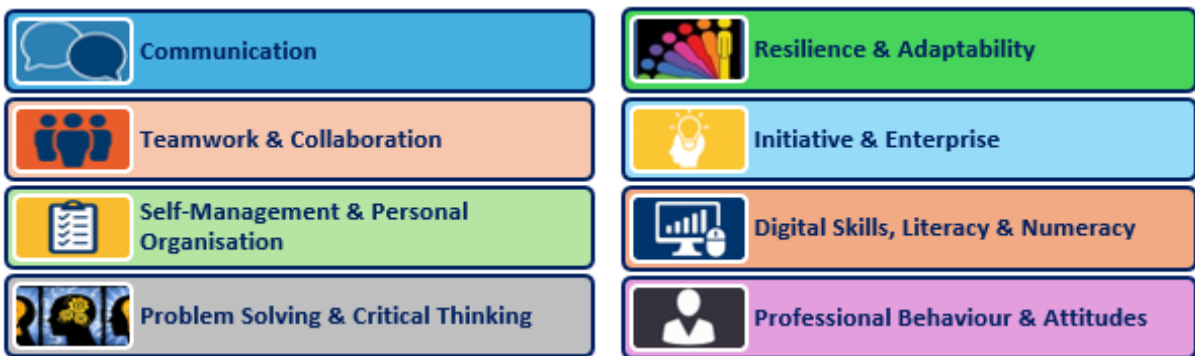 Communication
Teamwork & Collaboration
Self-Management & Personal
Organisation
Problem Solving & Critical Thinking
Resilience & Adaptability
Initiative & Enterprise
Digital Skills, Literacy & Numeracy
Professional Behaviour & Attitudes